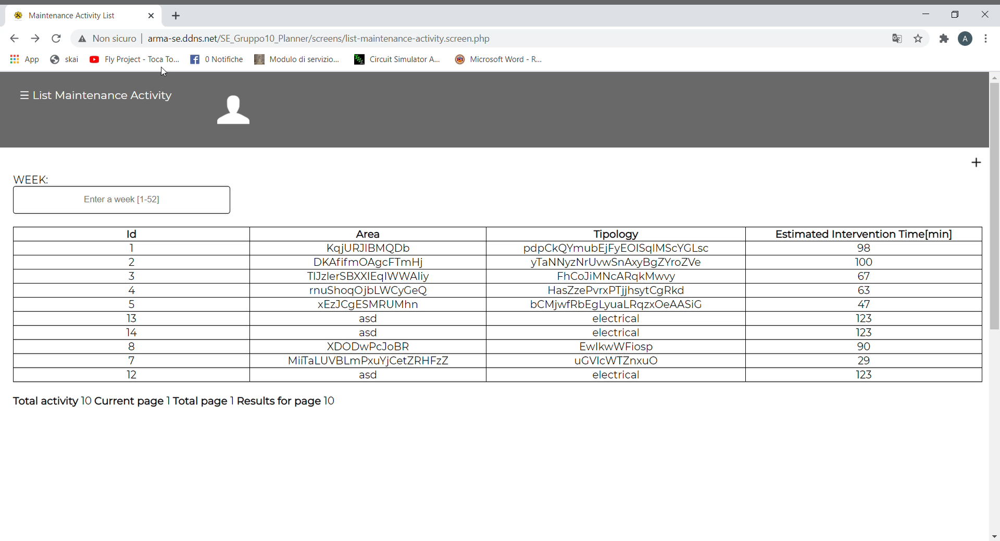 Maintenance Activity List
Non sicuro | arma-se.ddns.net/SE_Gruppo10_Planner/screens/list-maintenance-activity.screen.php
A
App skai Fly Project - Toca To... 0 Notifiche Modulo di servizio... Circuit Simulator A... Microsoft Word - R...
☰ List Maintenance Activity
+
WEEK:
Enter a week [1-52]
Id Area Tipology Estimated Intervention Time[min]
1 KqjURJIBMQDb pdpCkQYmubEjFyEOISqIMScYGLsc 98
2 DKAfifmOAgcFTmHj yTaNNyzNrUvwSnAxyBgZYroZVe 100
3 TIJzlerSBXXIEqIWWAliy FhCoJiMNcARqkMwvy 67
4 rnuShoqOjbLWCyGeQ HasZzePvrxPTjjhsytCgRkd 63
5 xEzJCgESMRUMhn bCMjwfRbEgLyuaLRqzxOeAASiG 47
13 asd electrical 123
14 asd electrical 123
8 XDODwPcJoBR EwIkwWFiosp 90
7 MiiTaLUVBLmPxuYjCetZRHFzZ uGVIcWTZnxuO 29
12 asd electrical 123
Total activity 10 Current page 1 Total page 1 Results for page 10